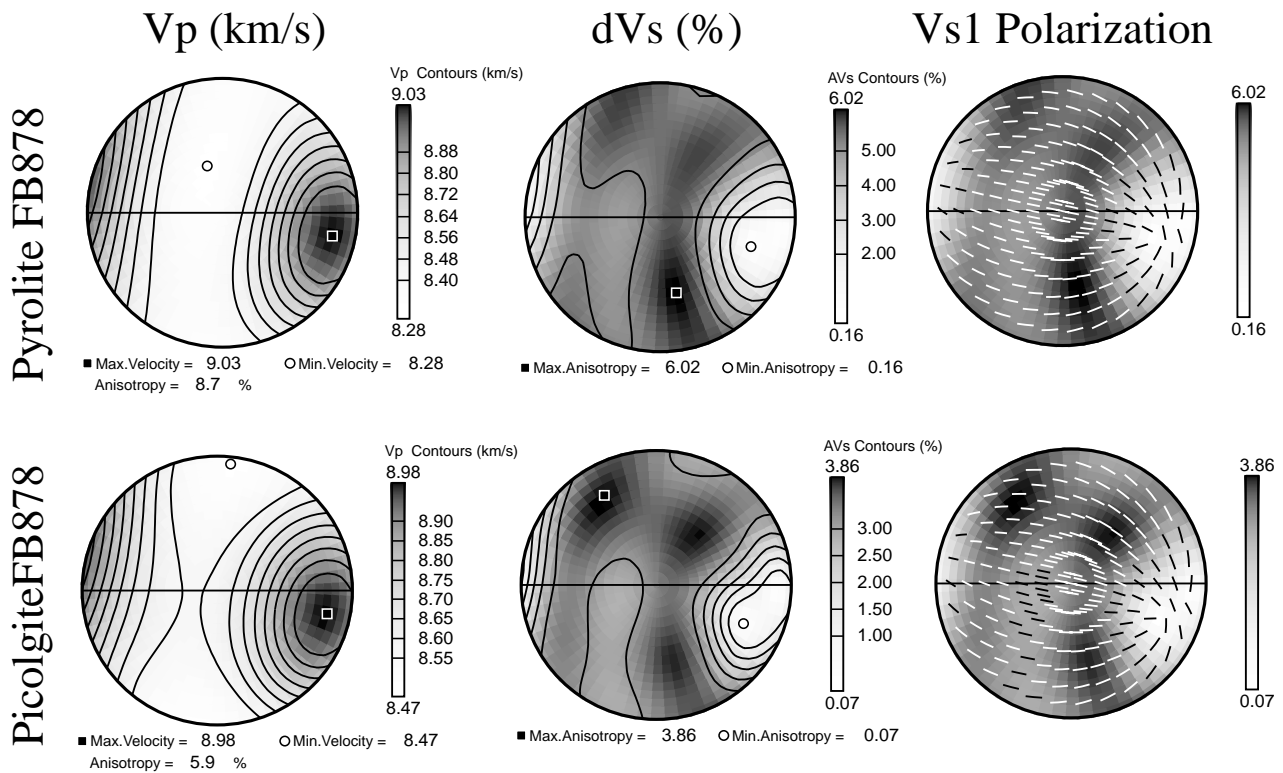 Vp (km/s)
dVs (%)
Vs1 Polarization
Pyrolite FB878
Vp Contours (km/s)
9.03
8.88
8.80
8.72
8.64
8.56
8.48
8.40
8.28
Max.Velocity = 9.03
Min.Velocity = 8.28
Anisotropy = 8.7 %
AVs Contours (%)
6.02
5.00
4.00
3.00
2.00
0.16
Max.Anisotropy = 6.02
Min.Anisotropy = 0.16
6.02
0.16
PicolgiteFB878
Vp Contours (km/s)
8.98
8.90
8.85
8.80
8.75
8.70
8.65
8.60
8.55
8.47
Max.Velocity = 8.98
Min.Velocity = 8.47
Anisotropy = 5.9 %
AVs Contours (%)
3.86
3.00
2.50
2.00
1.50
1.00
0.07
Max.Anisotropy = 3.86
Min.Anisotropy = 0.07
3.86
0.07